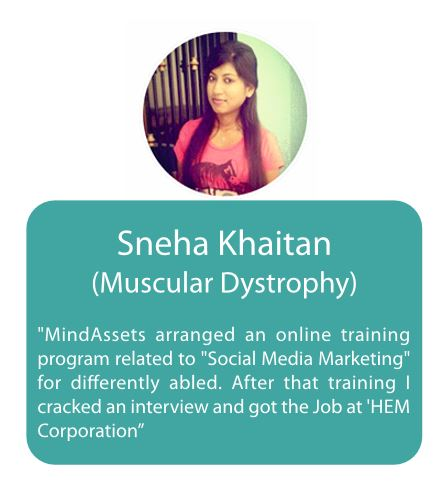 Sneha Khaitan
(Muscular Dystrophy)
"MindAssets arranged an online training
program related to "Social Media Marketing"
for differently abled. After that training I
cracked an interview and got the Job at 'HEM
Corporation”